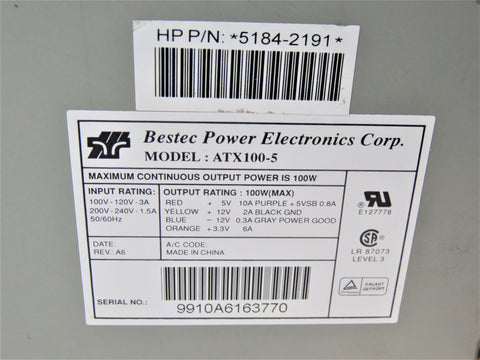 HP P/N: *5184-2191*
Bestec Power Electronics Corp.
MODEL : ATX100-5
MAXIMUM CONTINUOUS OUTPUT POWER IS 100W
INPUT RATING:
100V - 120V - 3A
200V - 240V - 1.5A
50/60Hz
OUTPUT RATING : 100W(MAX)
RED + 5V 10A PURPLE + 5VSB 0.8A
YELLOW + 12V 2A BLACK GND
BLUE - 12V 0.3A GRAY POWER GOOD
ORANGE + 3.3V 6A
DATE:
REV.: A6
A/C CODE:
MADE IN CHINA
E127778
LR 87073
LEVEL 3
SERIAL NO.:
9910A6163770